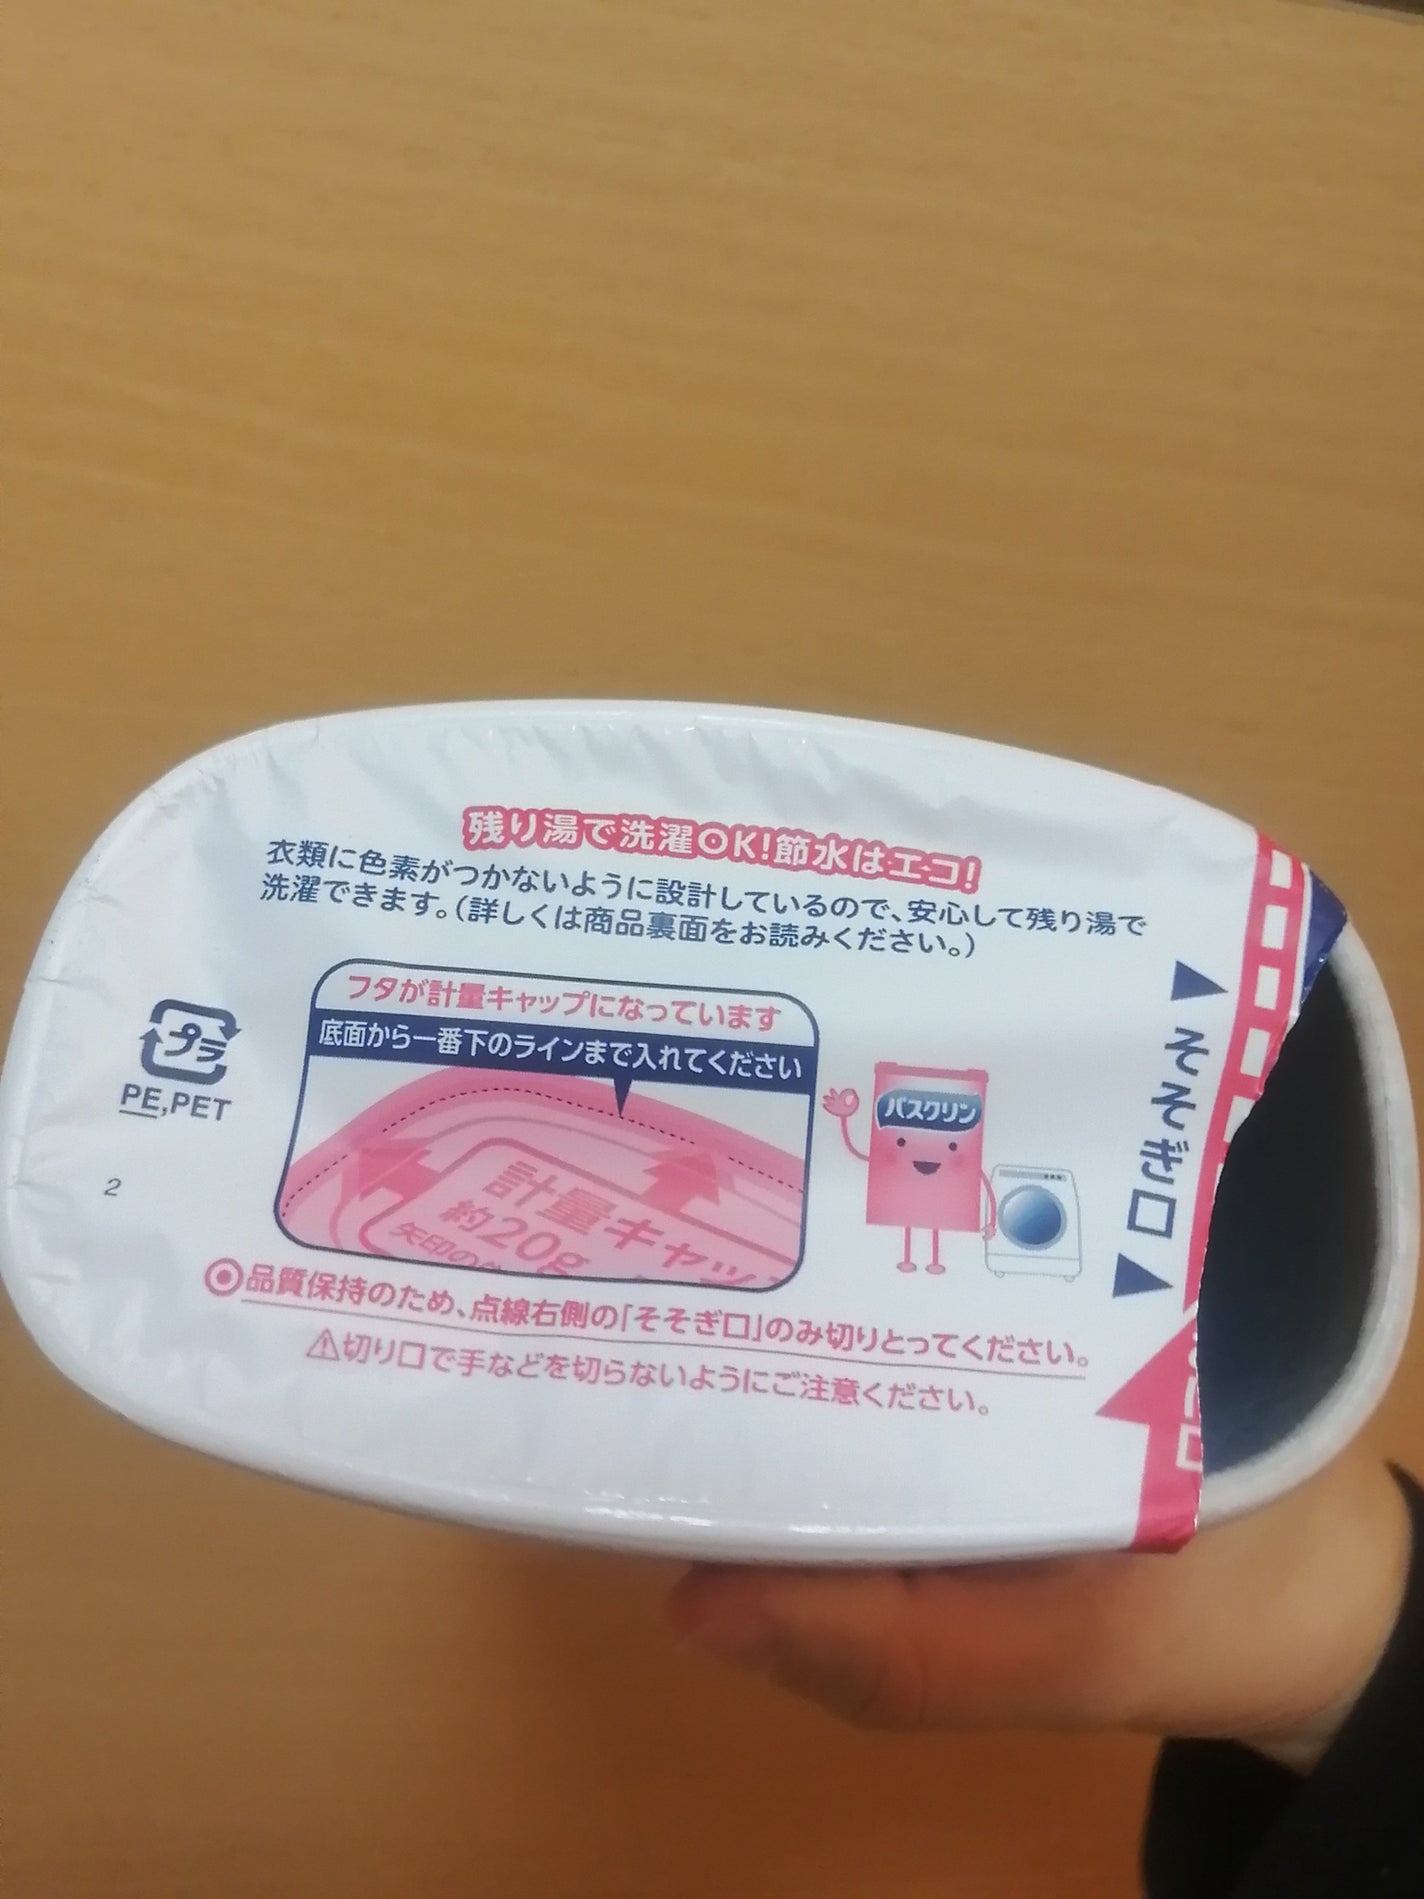 残り湯で洗濯OK!節水はエコ!
衣類に色素がつかないように設計しているので、安心して残り湯で
洗濯できます。(詳しくは商品裏面をお読みください。)
フタが計量キャップになっています
底面から一番下のラインまで入れてください
計量キャッ
約20g
矢印の
バスクリン
プラ
PE,PET
2
▶そそぎ口▶
◉品質保持のため、点線右側の「そそぎ口」のみ切りとってください。
⚠切り口で手などを切らないようにご注意ください。